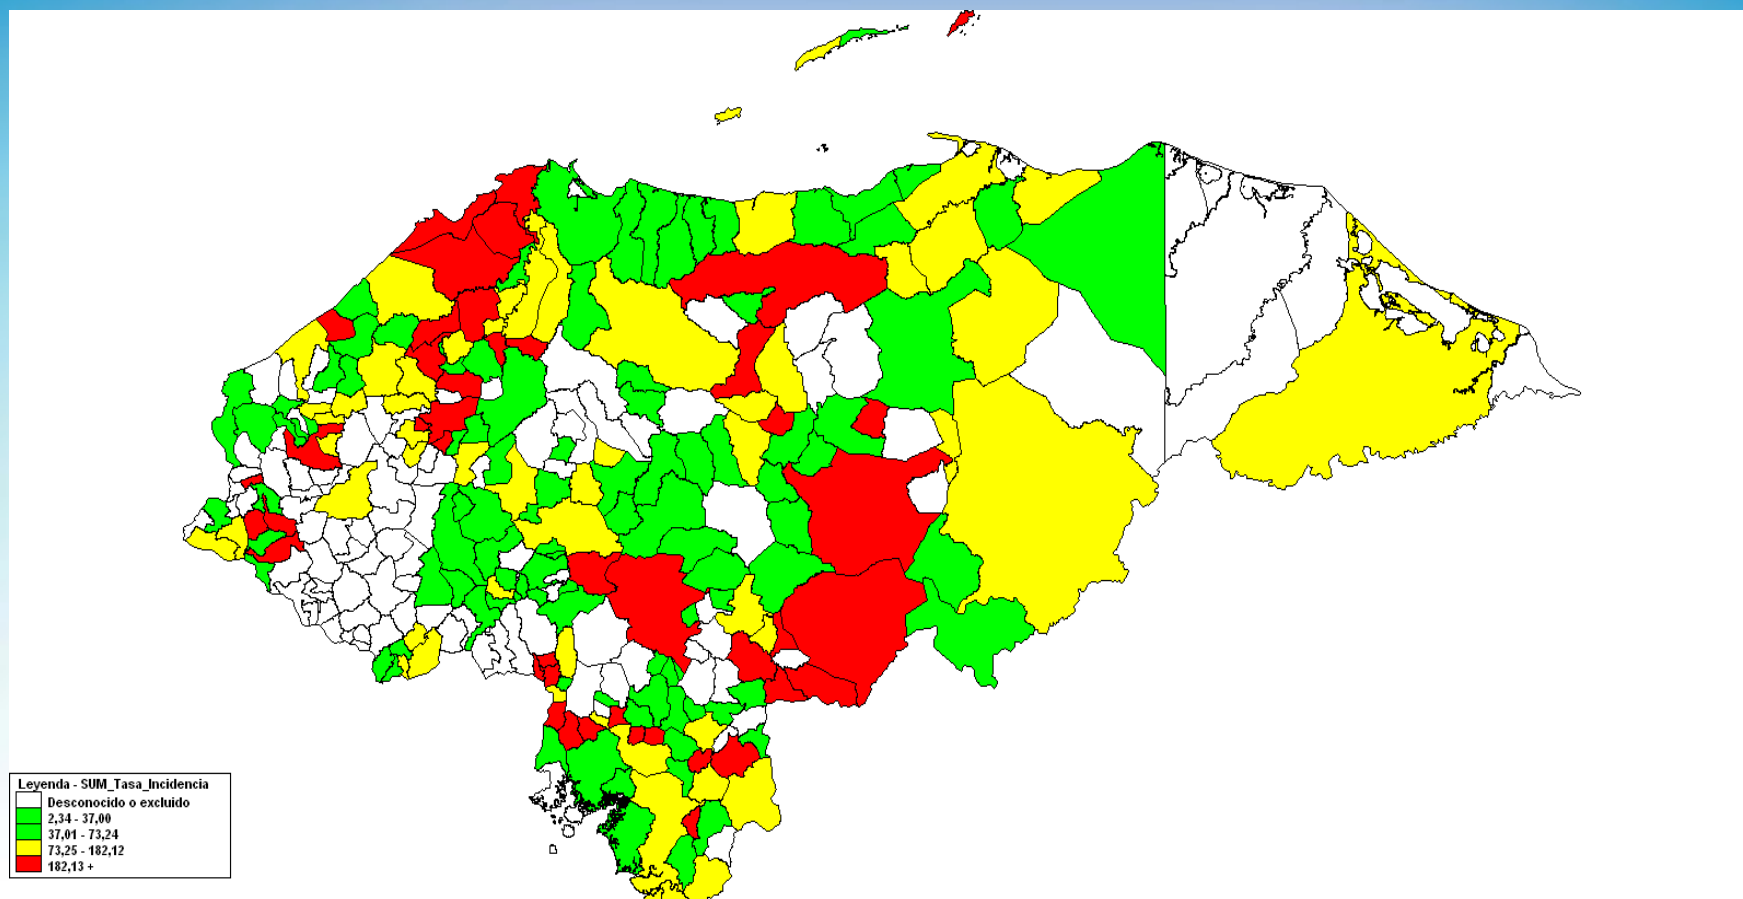 Leyenda - SUM_Tasa_Incidencia
Desconocido o excluido
2,34 - 37,00
37,01 - 73,24
73,25 - 182,12
182,13 +